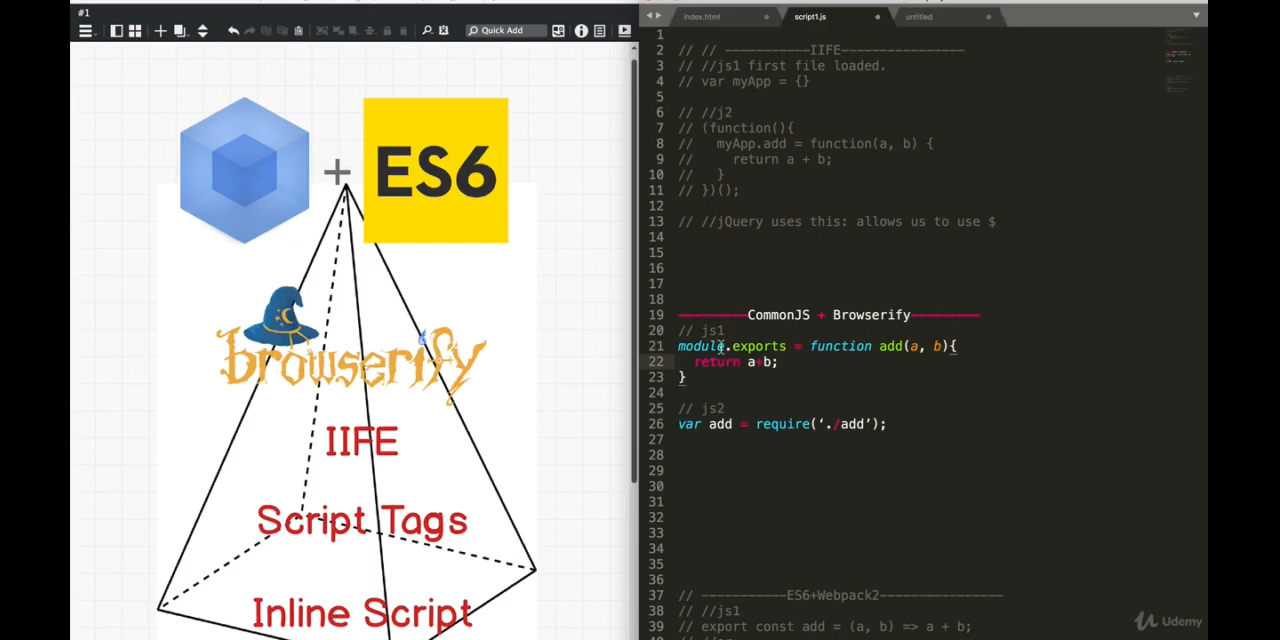 #1
Quick Add
ES6
+
browserify
IIFE
Script Tags
Inline Script
index.html
script1.js
untitled
1
2 // // -----------IIFE----------------
3 // //js1 first file loaded.
4 // var myApp = {}
5
6 // //j2
7 // (function(){
8 //   myApp.add = function(a, b) {
9 //     return a + b;
10 //   }
11 // })();
12
13 // //jQuery uses this: allows us to use $
14
15
16
17
18
19 ---------CommonJS + Browserify---------
20 // js1
21 module.exports = function add(a, b){
22   return a+b;
23 }
24
25 // js2
26 var add = require(‘./add’);
27
28
29
30
31
32
33
34
35
36
37 // -----------ES6+Webpack2----------------
38 // //js1
39 // export const add = (a, b) => a + b;
40
Udemy